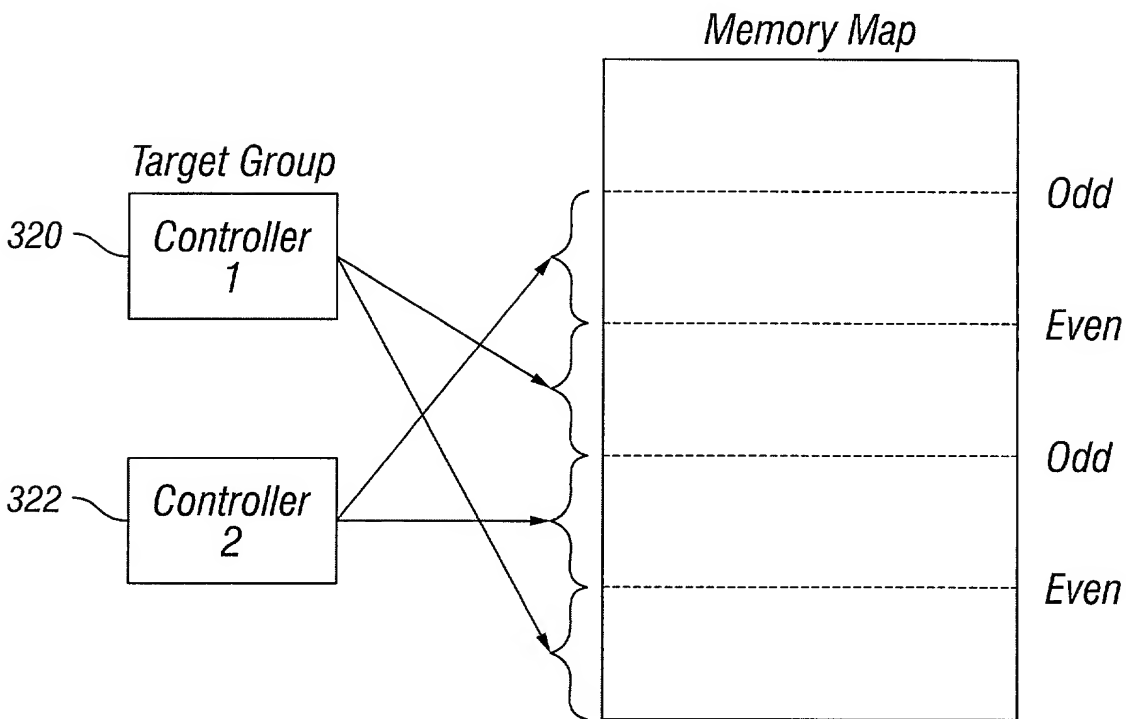 Memory Map
Target Group
320
Controller
1
322
Controller
2
Odd
Even
Odd
Even